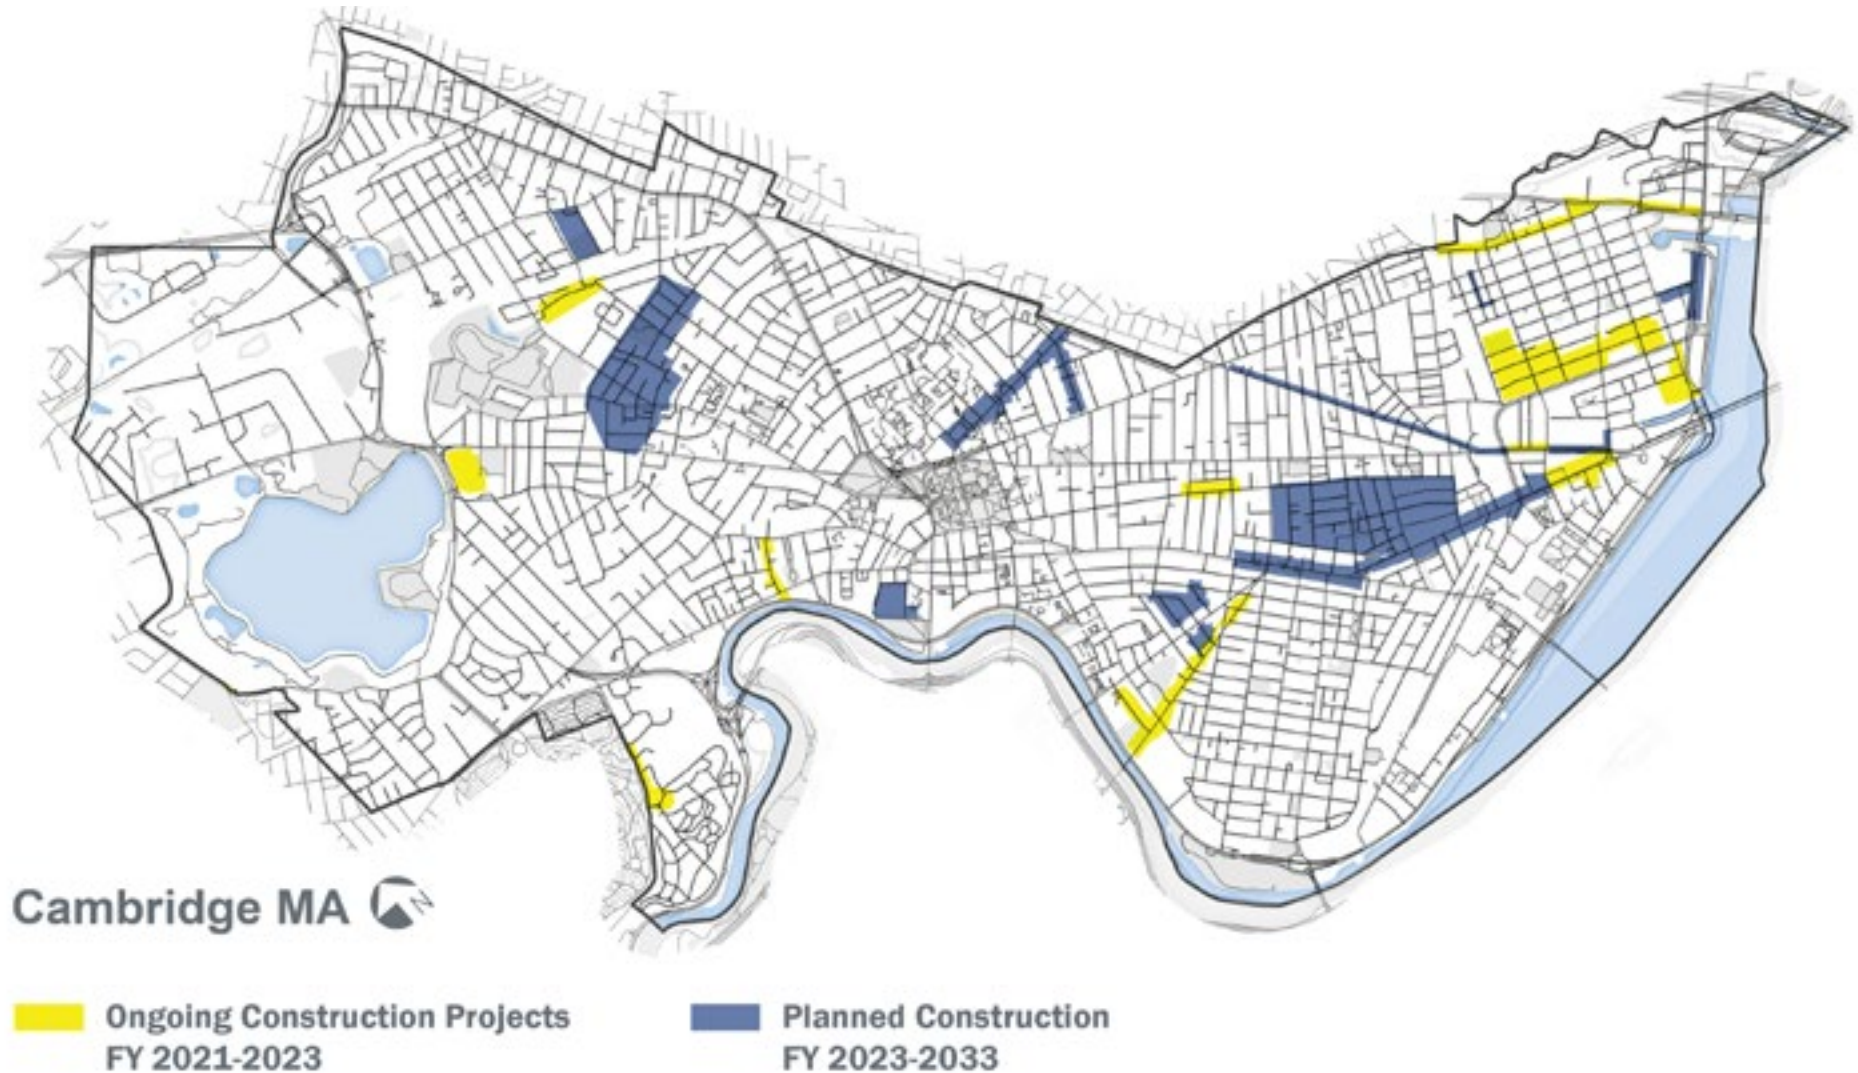 Cambridge MA N
Ongoing Construction Projects
FY 2021-2023
Planned Construction
FY 2023-2033